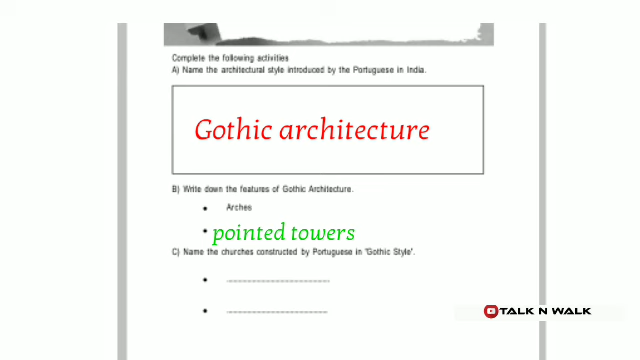 Complete the following activities
A) Name the architectural style introduced by the Portuguese in India.
Gothic architecture
B) Write down the features of Gothic Architecture.
• Arches
• pointed towers
C) Name the churches constructed by Portuguese in "Gothic Style".
• ..............................
• ..............................
TALK N WALK